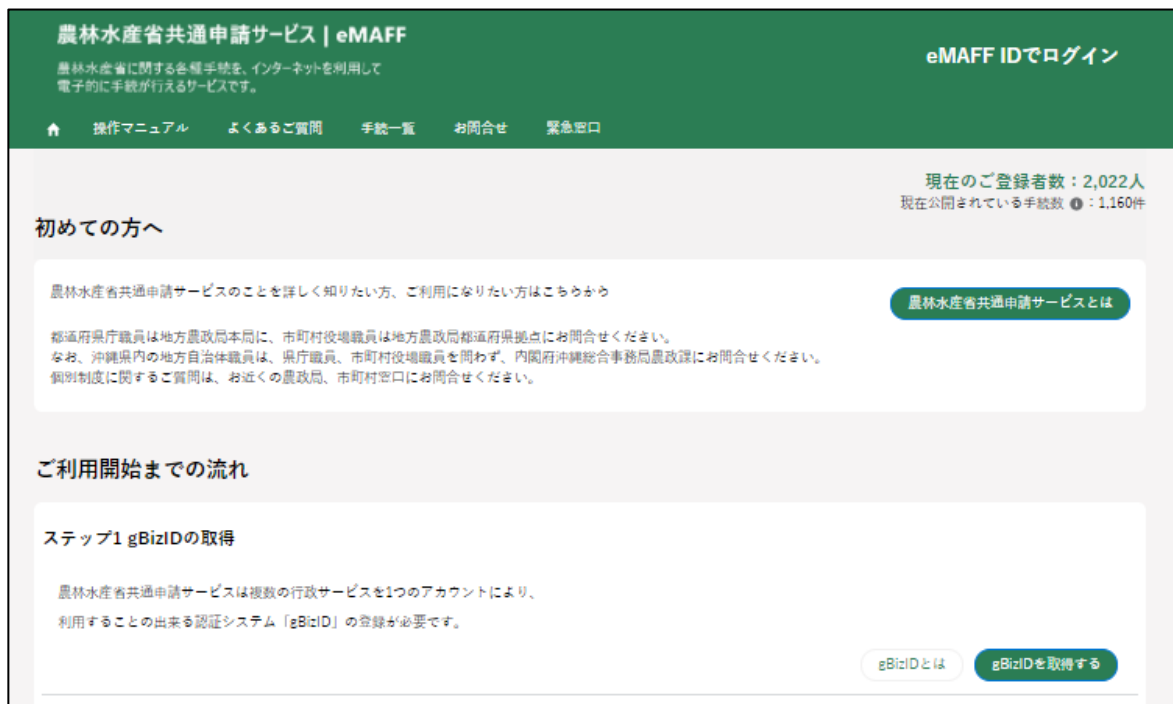 農林水産省共通申請サービス | eMAFF
農林水産省に関する各種手続を、インターネットを利用して
電子的に手続が行えるサービスです。
eMAFF IDでログイン
操作マニュアル よくあるご質問 手続一覧 お問合せ 緊急窓口
現在のご登録者数：2,022人
現在公開されている手続数 ：1,160件
初めての方へ
農林水産省共通申請サービスのことを詳しく知りたい方、ご利用になりたい方はこちらから
農林水産省共通申請サービスとは
都道府県庁職員は地方農政局本局に、市町村役場職員は地方農政局都道府県拠点にお問合せください。
なお、沖縄県内の地方自治体職員は、県庁職員、市町村役場職員を問わず、内閣府沖縄総合事務局農政課にお問合せください。
個別制度に関するご質問は、お近くの農政局、市町村窓口にお問合せください。
ご利用開始までの流れ
ステップ1 gBizIDの取得
農林水産省共通申請サービスは複数の行政サービスを1つのアカウントにより、
利用することの出来る認証システム「gBizID」の登録が必要です。
gBizIDとは
gBizIDを取得する